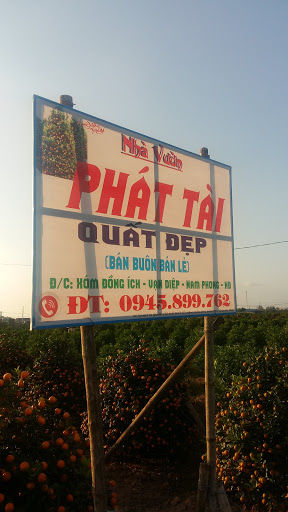 Nhà Vườn
PHÁT TÀI
QUẤT ĐẸP
(BÁN BUÔN BÁN LẺ)
Đ/C: XÓM ĐỒNG ÍCH - VẠN DIỆP - NAM PHONG - NĐ
ĐT: 0945.899.762